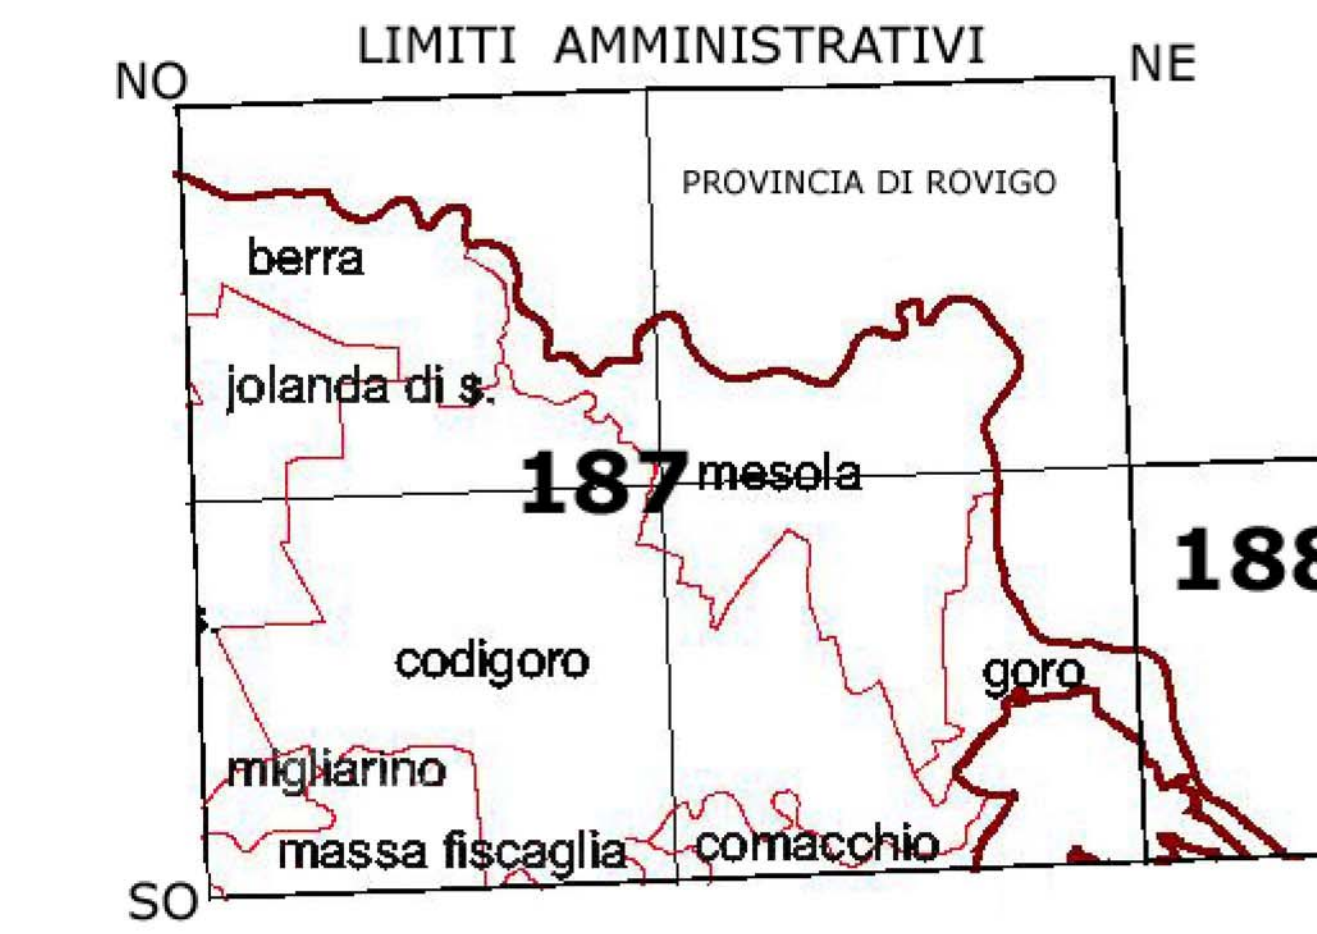 LIMITI AMMINISTRATIVI
NO
NE
PROVINCIA DI ROVIGO
berra
jolanda di s.
187
mesola
188
codigoro
goro
migliarino
massa fiscaglia
comacchio
SO